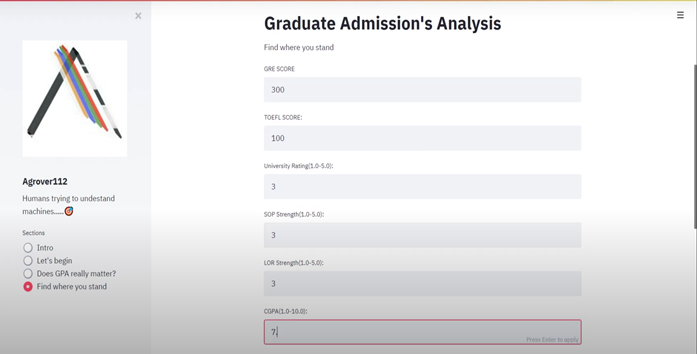 Graduate Admission's Analysis
Find where you stand
GRE SCORE
300
TOEFL SCORE:
100
University Rating(1.0-5.0):
3
SOP Strength(1.0-5.0):
3
LOR Strength(1.0-5.0):
3
CGPA(1.0-10.0):
7.
Press Enter to apply
Agrover112
Humans trying to undestand
machines.....🎯
Sections
Intro
Let's begin
Does GPA really matter?
Find where you stand